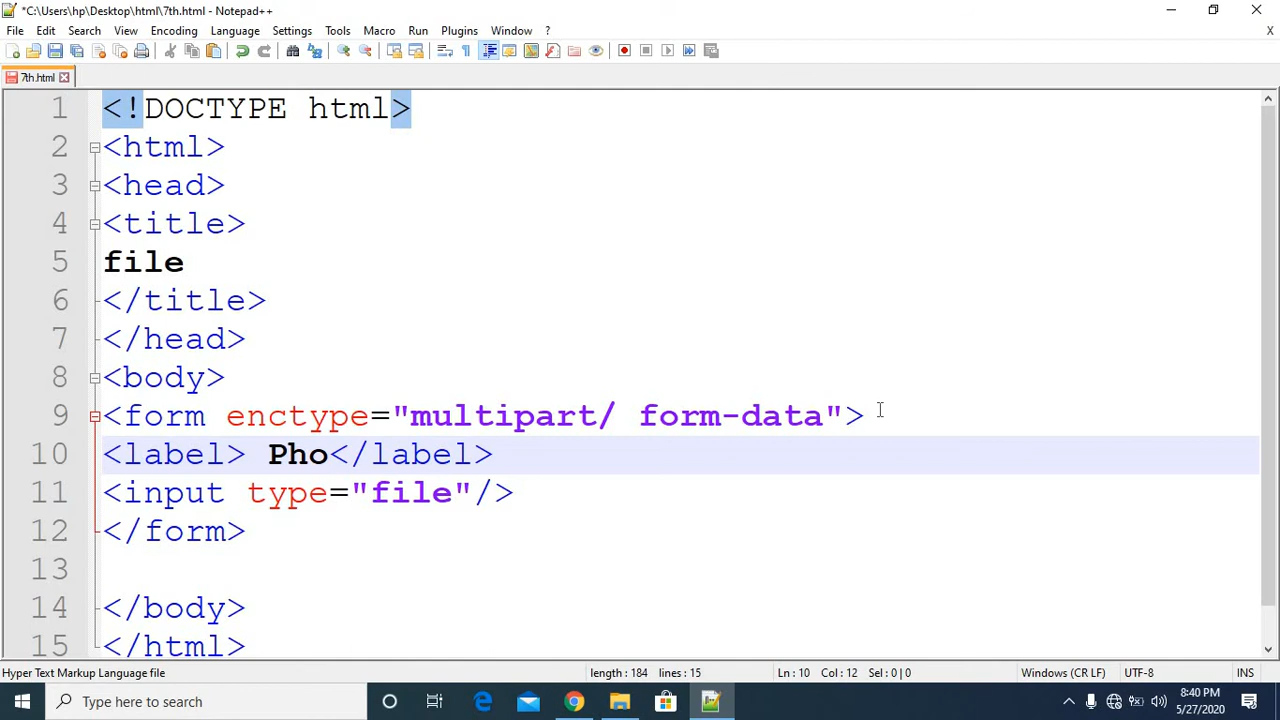 *C:\Users\hp\Desktop\html\7th.html - Notepad++
File Edit Search View Encoding Language Settings Tools Macro Run Plugins Window ? X
7th.html
1 <!DOCTYPE html>
2 <html>
3 <head>
4 <title>
5 file
6 </title>
7 </head>
8 <body>
9 <form enctype="multipart/ form-data">
10 <label> Pho</label>
11 <input type="file"/>
12 </form>
13
14 </body>
15 </html>
Hyper Text Markup Language file length : 184 lines : 15 Ln : 10 Col : 12 Sel : 0 | 0 Windows (CR LF) UTF-8 INS
Type here to search
8:40 PM
5/27/2020